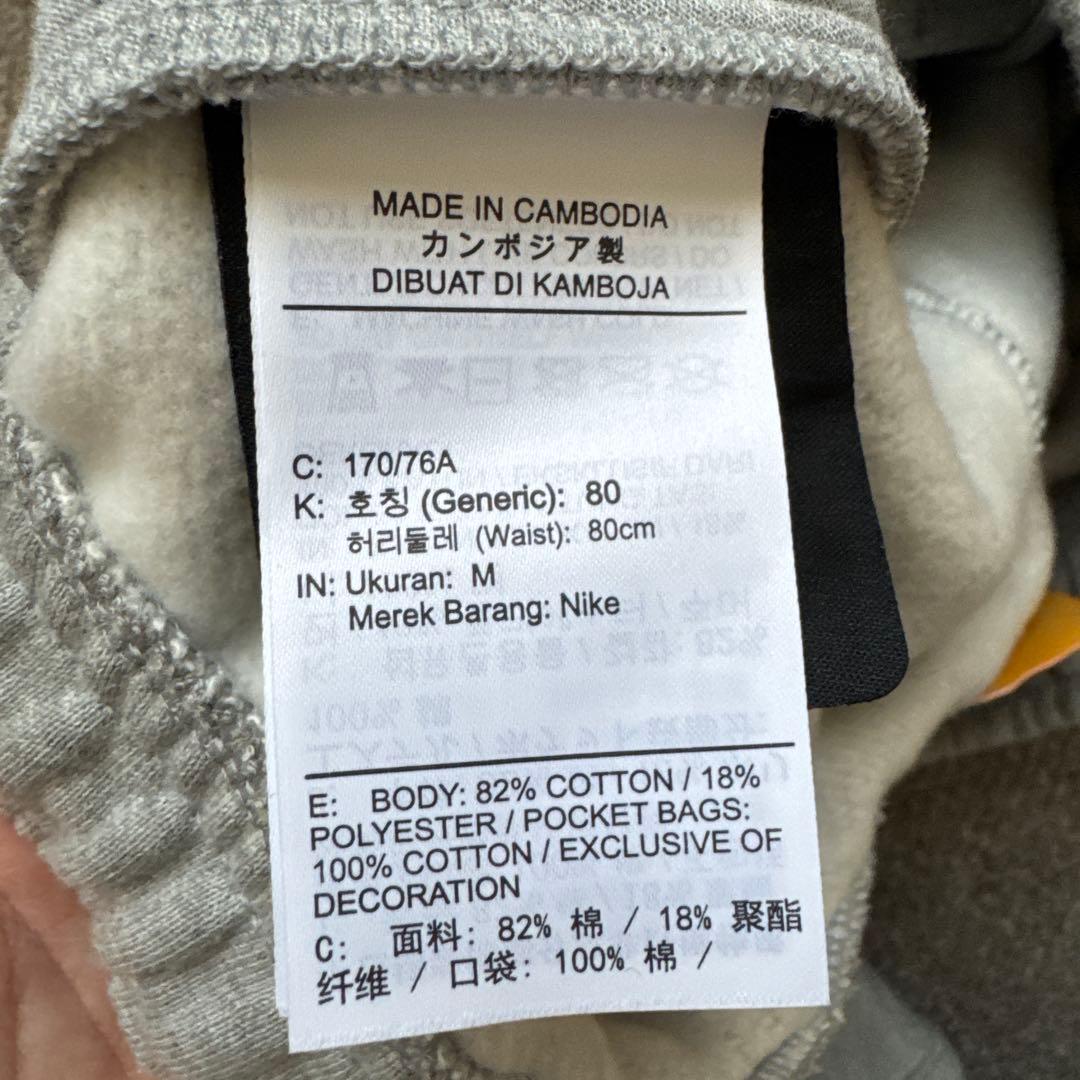 MADE IN CAMBODIA
カンボジア製
DIBUAT DI KAMBOJA
C: 170/76A
K: 호칭 (Generic): 80
허리둘레 (Waist): 80cm
IN: Ukuran: M
Merek Barang: Nike
E: BODY: 82% COTTON / 18%
POLYESTER / POCKET BAGS:
100% COTTON / EXCLUSIVE OF
DECORATION
C: 面料: 82% 棉 / 18% 聚酯
纤维 / 口袋: 100% 棉 /